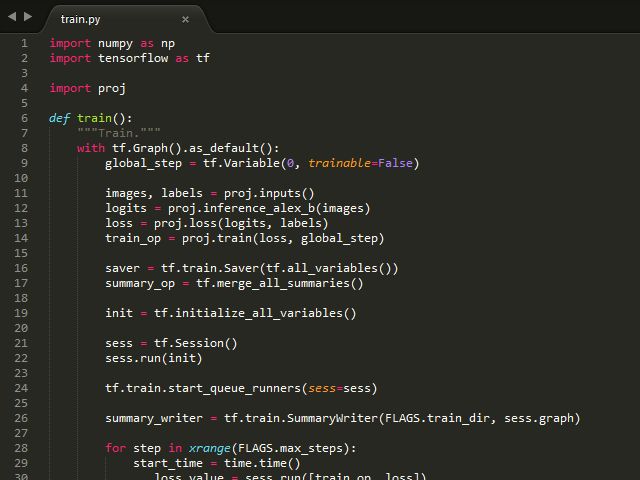 train.py ×
1 import numpy as np
2 import tensorflow as tf
3
4 import proj
5
6 def train():
7     """Train."""
8     with tf.Graph().as_default():
9         global_step = tf.Variable(0, trainable=False)
10
11         images, labels = proj.inputs()
12         logits = proj.inference_alex_b(images)
13         loss = proj.loss(logits, labels)
14         train_op = proj.train(loss, global_step)
15
16         saver = tf.train.Saver(tf.all_variables())
17         summary_op = tf.merge_all_summaries()
18
19         init = tf.initialize_all_variables()
20
21         sess = tf.Session()
22         sess.run(init)
23
24         tf.train.start_queue_runners(sess=sess)
25
26         summary_writer = tf.train.SummaryWriter(FLAGS.train_dir, sess.graph)
27
28         for step in xrange(FLAGS.max_steps):
29             start_time = time.time()
30             loss_value = sess.run([train_op, loss])